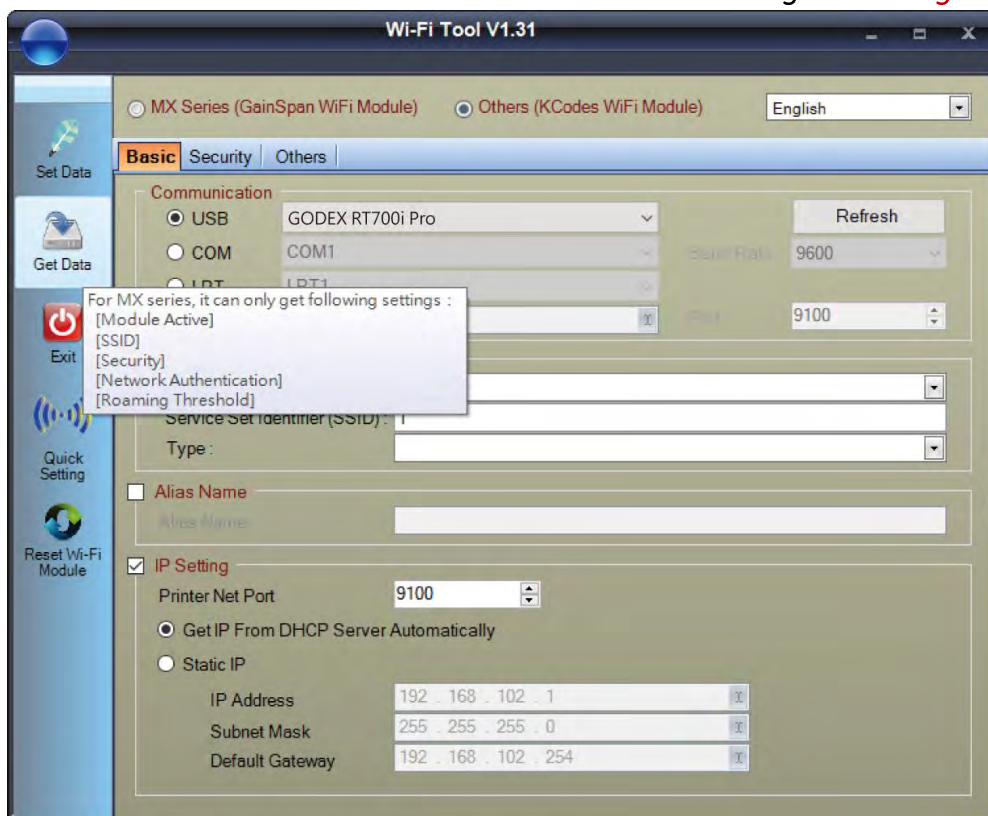 Wi-Fi Tool V1.31
MX Series (GainSpan WiFi Module) Others (KCodes WiFi Module) English
Set Data
Get Data
Exit
Quick
Setting
Reset Wi-Fi
Module
Basic Security Others
Communication
USB GODEX RT700i Pro Refresh
COM COM1 Baud Rate 9600
LPT LPT1
Port 9100
For MX series, it can only get following settings :
[Module Active]
[SSID]
[Security]
[Network Authentication]
[Roaming Threshold]
Service Set Identifier (SSID) :
Type :
Alias Name
Alias Name
IP Setting
Printer Net Port 9100
Get IP From DHCP Server Automatically
Static IP
IP Address 192 . 168 . 102 . 1
Subnet Mask 255 . 255 . 255 . 0
Default Gateway 192 . 168 . 102 . 254